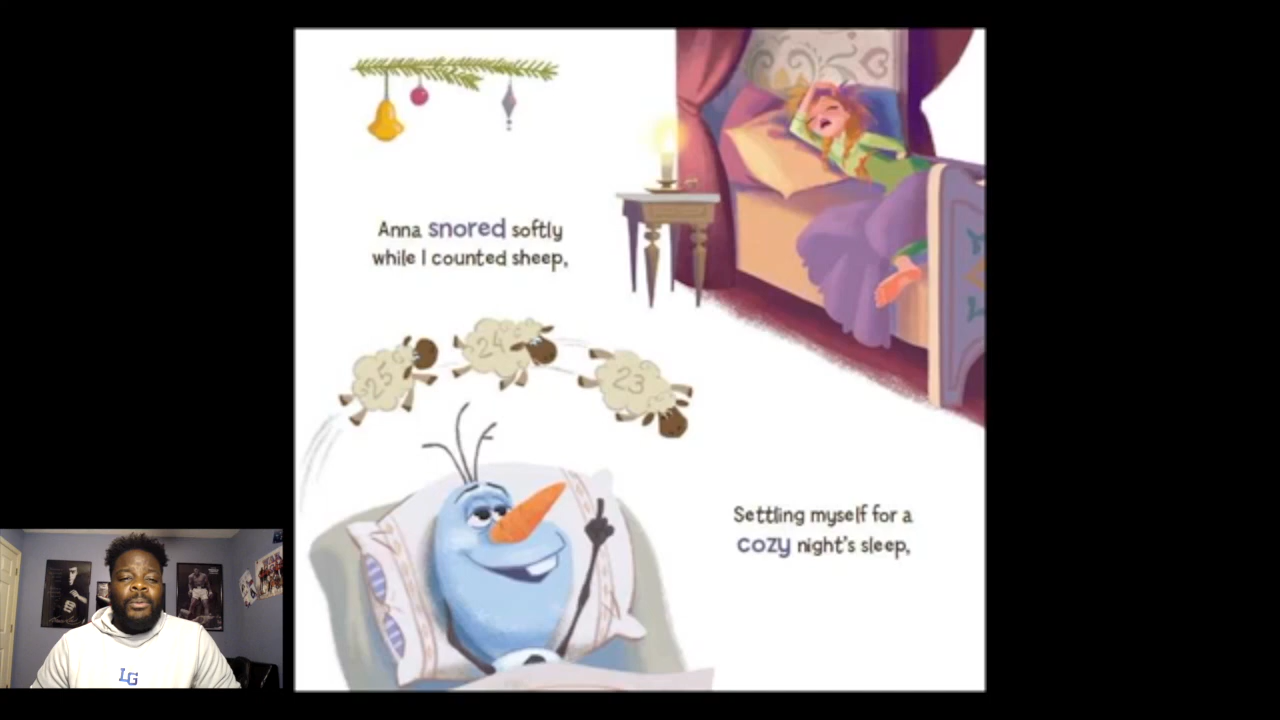 Anna snored softly
while I counted sheep,
25
24
23
Settling myself for a
cozy night's sleep,
LG